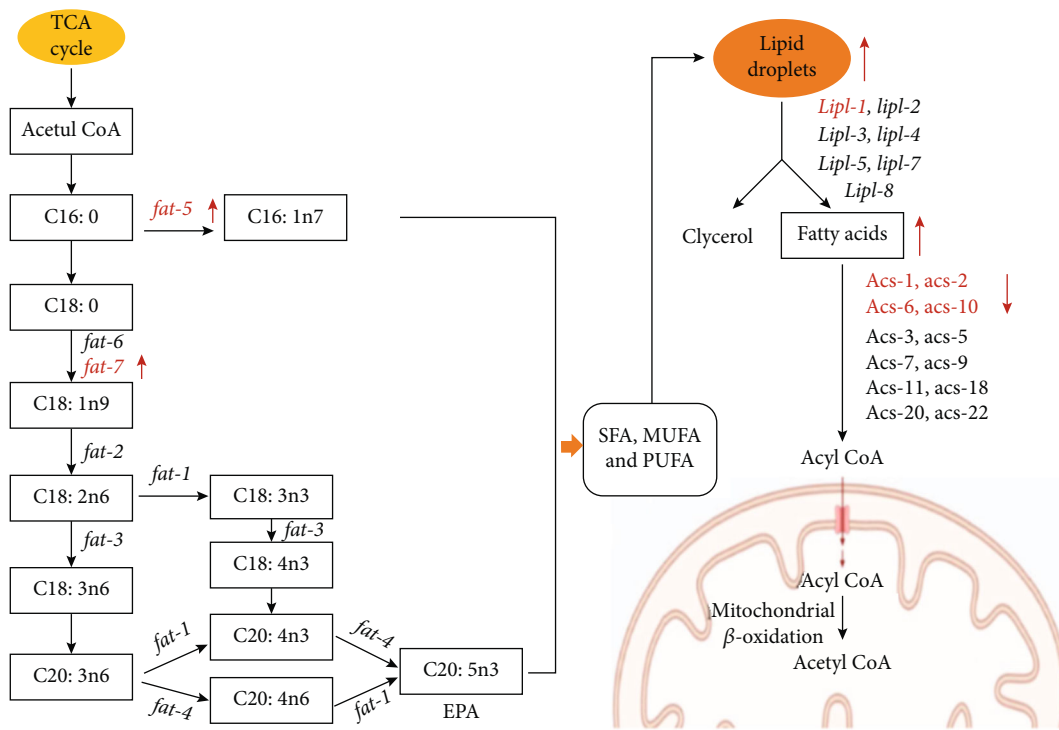 TCA
cycle
Acetul CoA
C16: 0
fat-5
C16: 1n7
C18: 0
fat-6
fat-7
C18: 1n9
fat-2
C18: 2n6
fat-1
C18: 3n3
fat-3
fat-3
C18: 3n6
C18: 4n3
C20: 3n6
fat-1
C20: 4n3
fat-4
fat-4
C20: 4n6
fat-1
C20: 5n3
EPA
SFA, MUFA
and PUFA
Lipid
droplets
Lipl-1, lipl-2
Lipl-3, lipl-4
Lipl-5, lipl-7
Lipl-8
Clycerol
Fatty acids
Acs-1, acs-2
Acs-6, acs-10
Acs-3, acs-5
Acs-7, acs-9
Acs-11, acs-18
Acs-20, acs-22
Acyl CoA
Acyl CoA
Mitochondrial
β-oxidation
Acetyl CoA